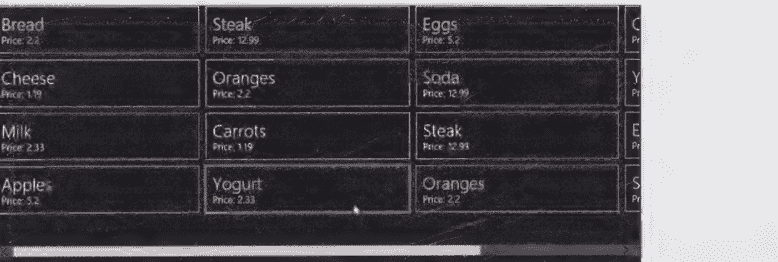 Bread
Price: 2.2
Steak
Price: 12.99
Eggs
Price: 5.2
Cheese
Price: 1.19
Oranges
Price: 2.2
Soda
Price: 12.99
Milk
Price: 2.33
Carrots
Price: 1.19
Steak
Price: 12.99
Apples
Price: 5.2
Yogurt
Price: 2.33
Oranges
Price: 2.2